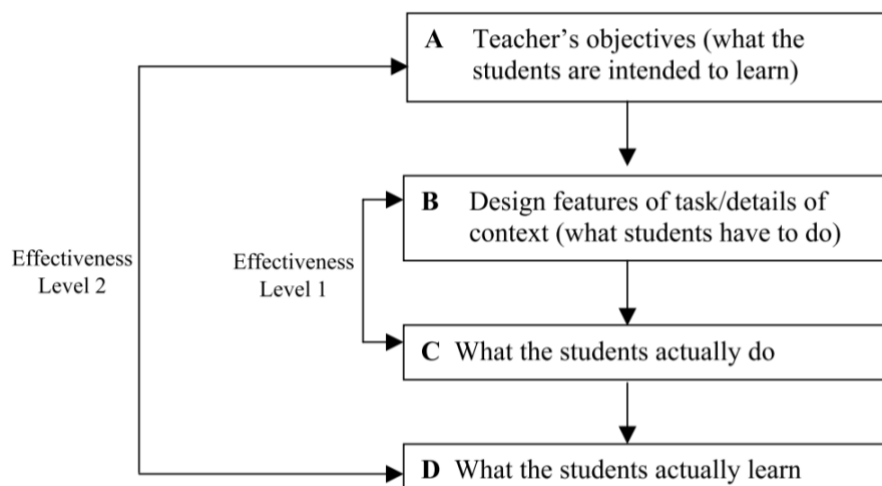 A Teacher's objectives (what the
students are intended to learn)
B Design features of task/details of
context (what students have to do)
Effectiveness
Level 2
Effectiveness
Level 1
C What the students actually do
D What the students actually learn